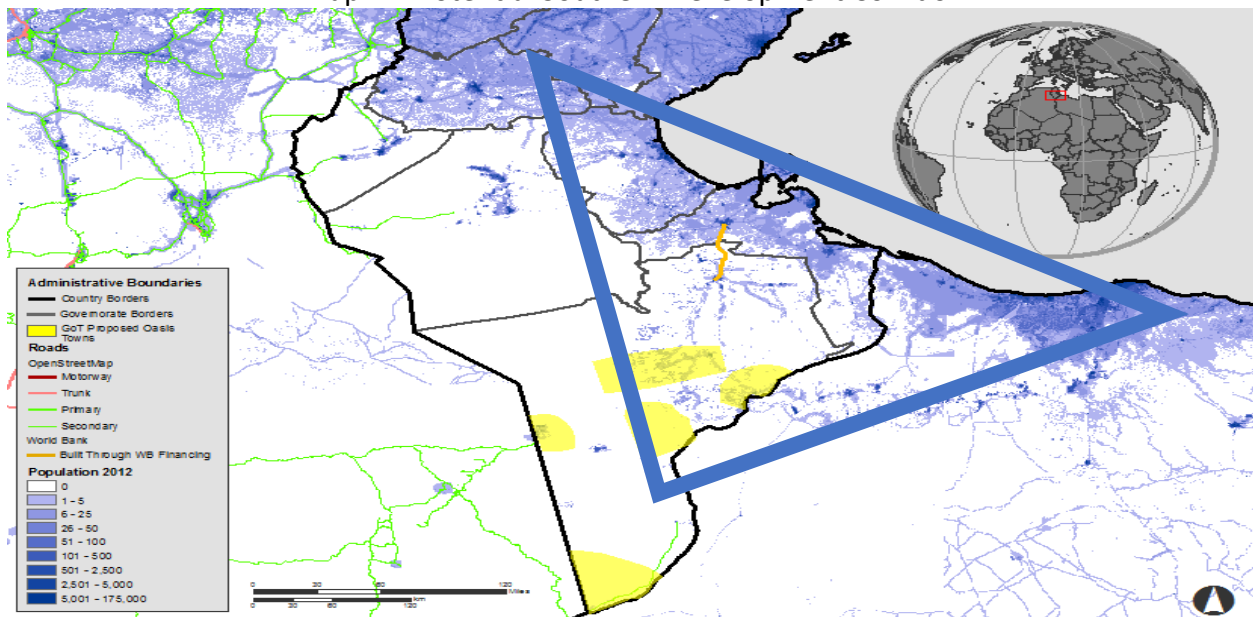 Administrative Boundaries
Country Borders
Governorate Borders
GoT Proposed Oasis
Towns
Roads
OpenStreetMap
Motorway
Trunk
Primary
Secondary
World Bank
Built Through WB Financing
Population 2012
0
1 - 5
6 - 25
26 - 50
51 - 100
101 - 500
501 - 2,500
2,501 - 5,000
5,001 - 175,000
0 30 60 120
Miles
km
0 30 60 120